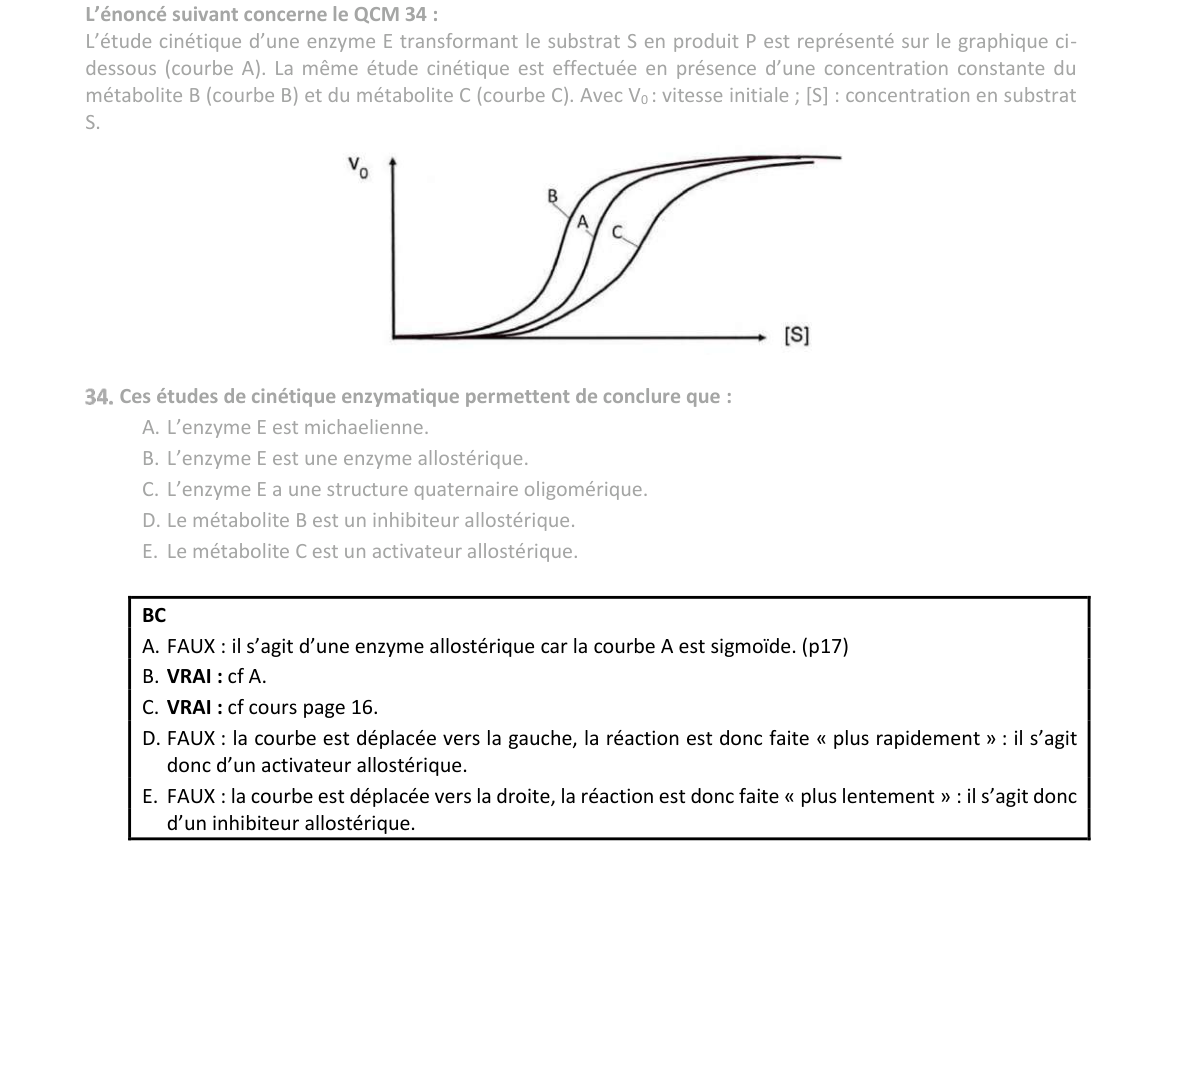 L’énoncé suivant concerne le QCM 34 :
L’étude cinétique d’une enzyme E transformant le substrat S en produit P est représenté sur le graphique ci-
dessous (courbe A). La même étude cinétique est effectuée en présence d’une concentration constante du
métabolite B (courbe B) et du métabolite C (courbe C). Avec V₀ : vitesse initiale ; [S] : concentration en substrat
S.
V₀
B
A
C
[S]
34. Ces études de cinétique enzymatique permettent de conclure que :
A. L’enzyme E est michaelienne.
B. L’enzyme E est une enzyme allostérique.
C. L’enzyme E a une structure quaternaire oligomérique.
D. Le métabolite B est un inhibiteur allostérique.
E. Le métabolite C est un activateur allostérique.
BC
A. FAUX : il s’agit d’une enzyme allostérique car la courbe A est sigmoïde. (p17)
B. VRAI : cf A.
C. VRAI : cf cours page 16.
D. FAUX : la courbe est déplacée vers la gauche, la réaction est donc faite « plus rapidement » : il s’agit
donc d’un activateur allostérique.
E. FAUX : la courbe est déplacée vers la droite, la réaction est donc faite « plus lentement » : il s’agit donc
d’un inhibiteur allostérique.